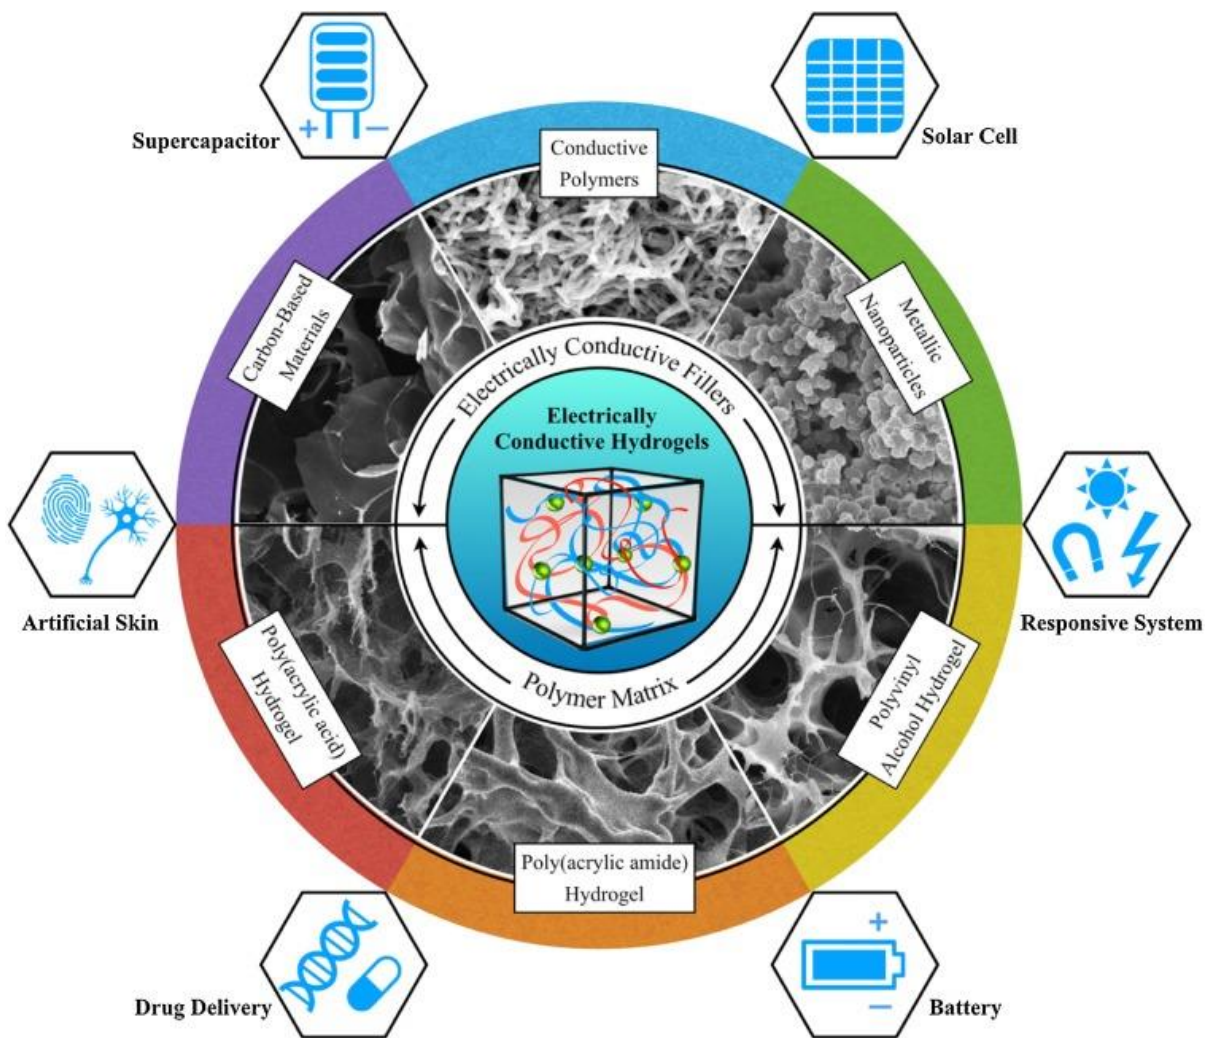 Supercapacitor
+ −
Solar Cell
Conductive
Polymers
Carbon-Based
Materials
Metallic
Nanoparticles
Electrically Conductive Fillers
Electrically
Conductive Hydrogels
Polymer Matrix
Artificial Skin
Responsive System
Poly(acrylic acid)
Hydrogel
Polyvinyl
Alcohol Hydrogel
Poly(acrylic amide)
Hydrogel
Drug Delivery
+
−
Battery